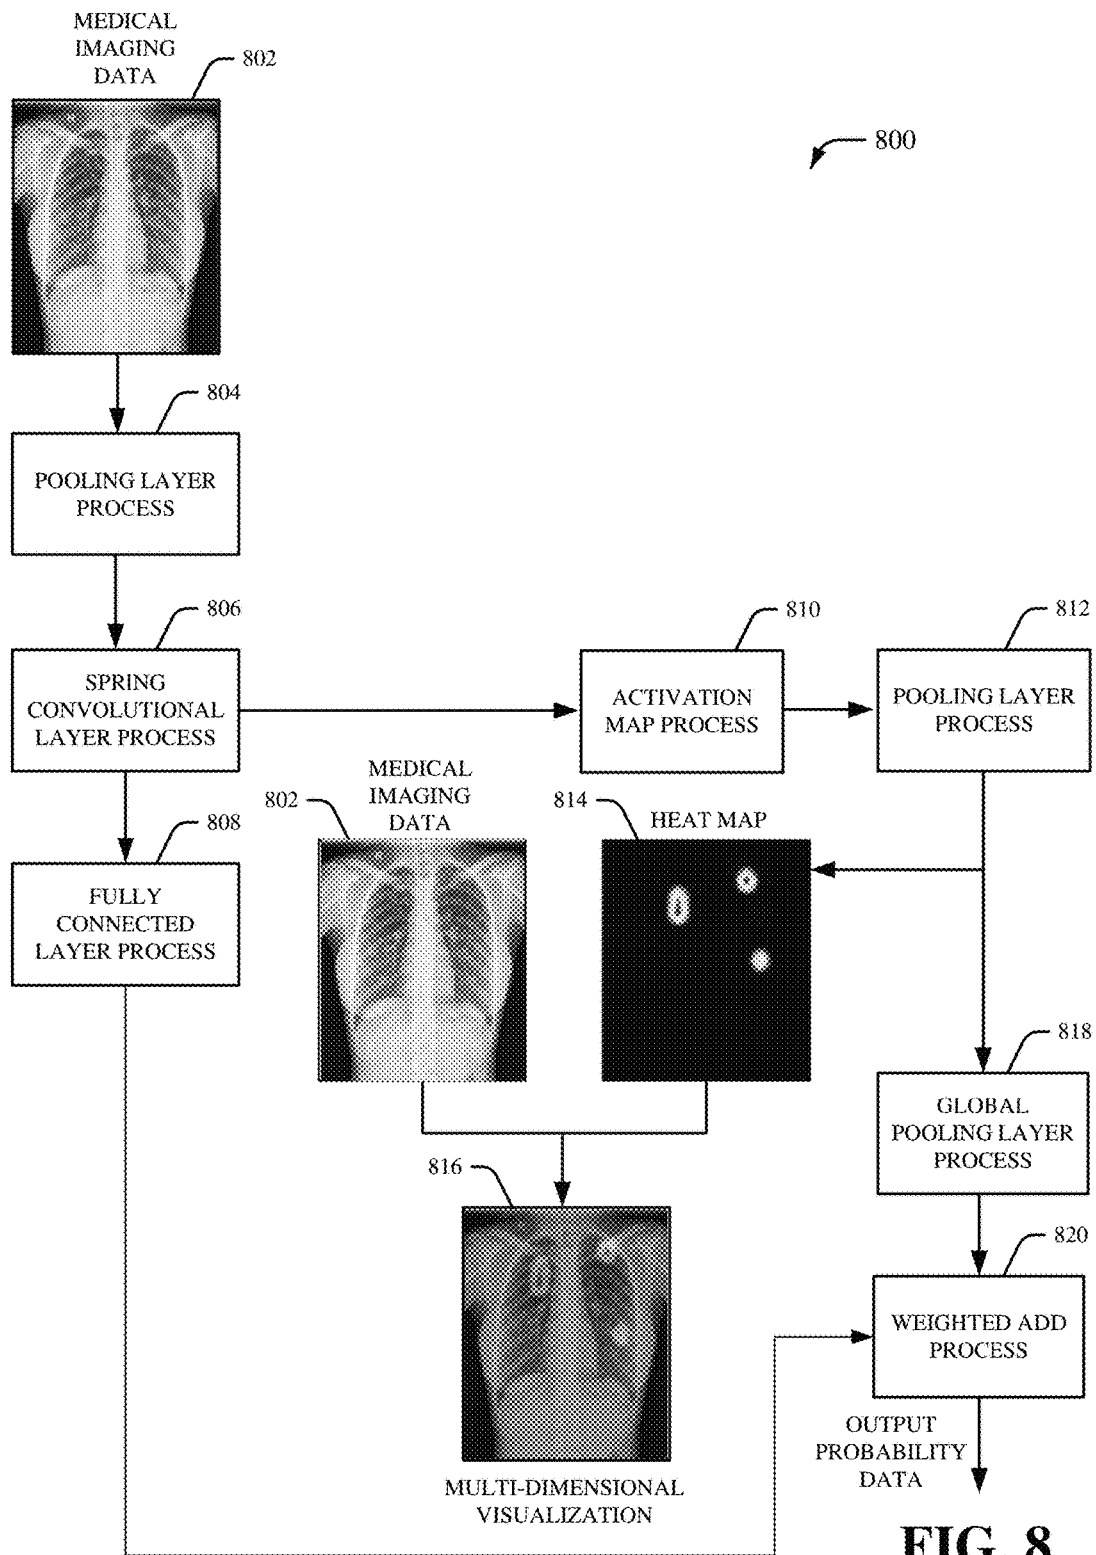 MEDICAL
IMAGING
DATA
802
800
804
POOLING LAYER
PROCESS
806
SPRING
CONVOLUTIONAL
LAYER PROCESS
810
ACTIVATION
MAP PROCESS
812
POOLING LAYER
PROCESS
808
FULLY
CONNECTED
LAYER PROCESS
802
MEDICAL
IMAGING
DATA
814
HEAT MAP
818
GLOBAL
POOLING LAYER
PROCESS
816
MULTI-DIMENSIONAL
VISUALIZATION
820
WEIGHTED ADD
PROCESS
OUTPUT
PROBABILITY
DATA
FIG. 8